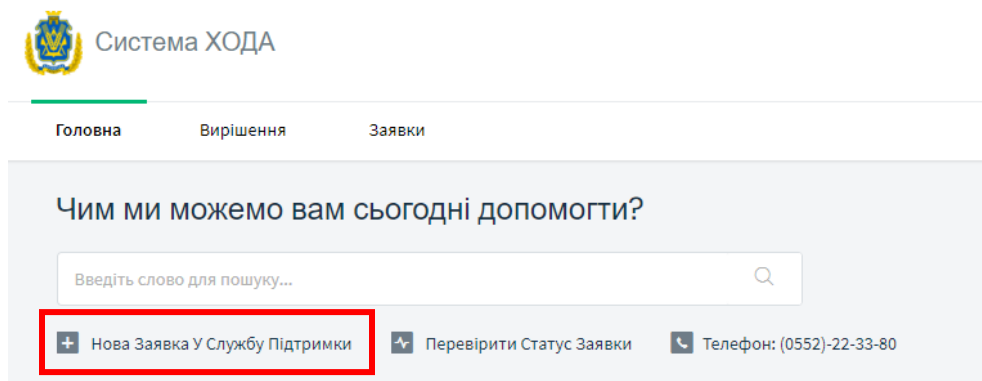 Система ХОДА
Головна Вирішення Заявки
Чим ми можемо вам сьогодні допомогти?
Введіть слово для пошуку...
Нова Заявка У Службу Підтримки Перевірити Статус Заявки Телефон: (0552)-22-33-80